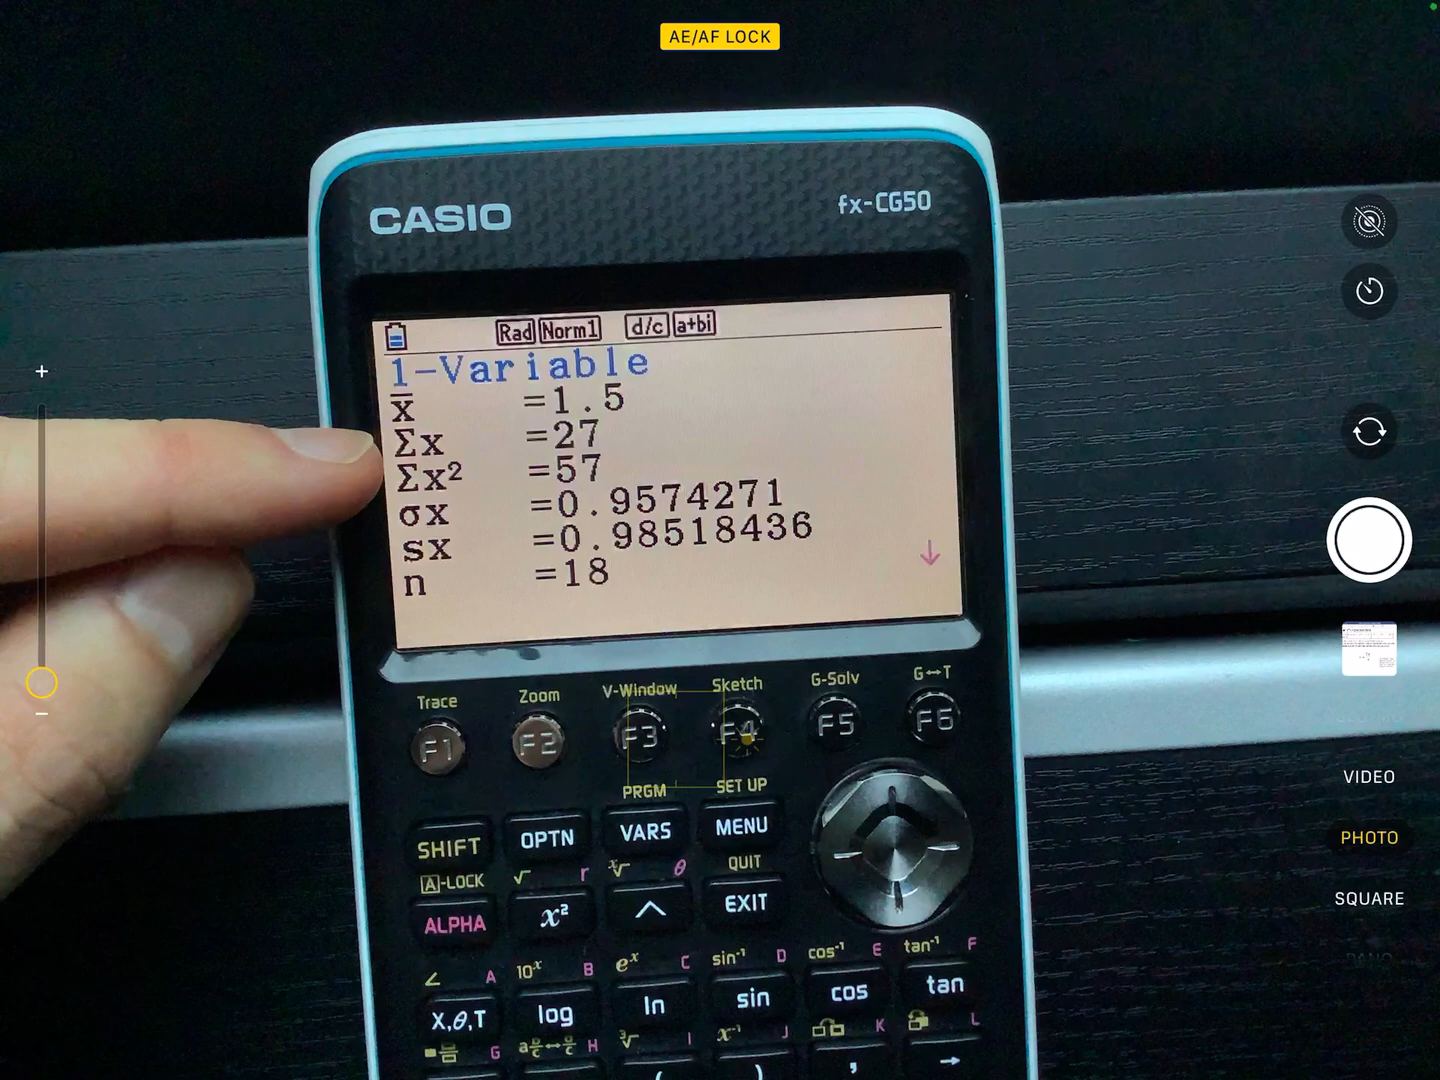 AE/AF LOCK
CASIO
fx-CG50
Rad Norm1 d/c a+bi
1-Variable
x̄ =1.5
Σx =27
Σx² =57
σx =0.9574271
sx =0.98518436
n =18
Trace Zoom V-Window Sketch G-Solv G↔T
F1 F2 F3 F4 F5 F6
PRGM SET UP
SHIFT OPTN VARS MENU
A-LOCK √ r ˣ√ θ QUIT
ALPHA x² ^ EXIT
∠ A 10ˣ B eˣ C sin⁻¹ D cos⁻¹ E tan⁻¹ F
X,θ,T log ln sin cos tan
G H ³√ I x⁻¹ J K L
( ) , →
+
−
VIDEO
PHOTO
SQUARE
PANO